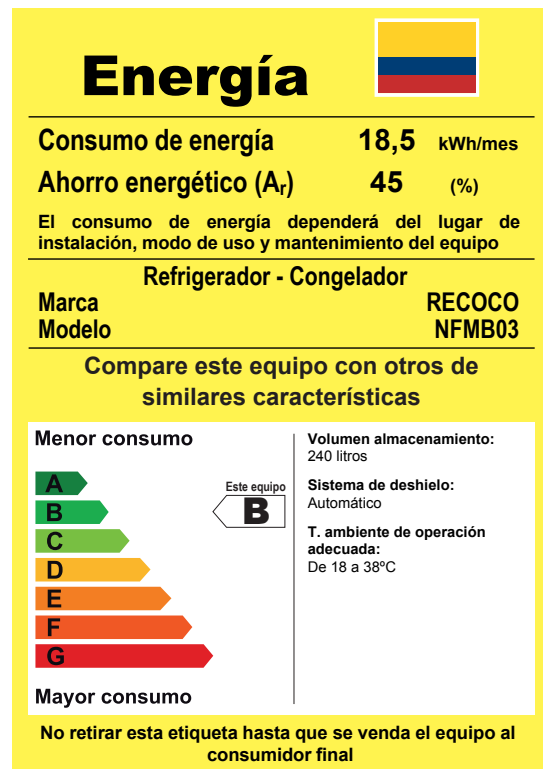 Energía
Consumo de energía 18,5 kWh/mes
Ahorro energético (Ar) 45 (%)
El consumo de energía dependerá del lugar de
instalación, modo de uso y mantenimiento del equipo
Refrigerador - Congelador
Marca RECOCO
Modelo NFMB03
Compare este equipo con otros de
similares características
Menor consumo
A
B
C
D
E
F
G
Mayor consumo
Este equipo
B
Volumen almacenamiento:
240 litros
Sistema de deshielo:
Automático
T. ambiente de operación
adecuada:
De 18 a 38ºC
No retirar esta etiqueta hasta que se venda el equipo al
consumidor final